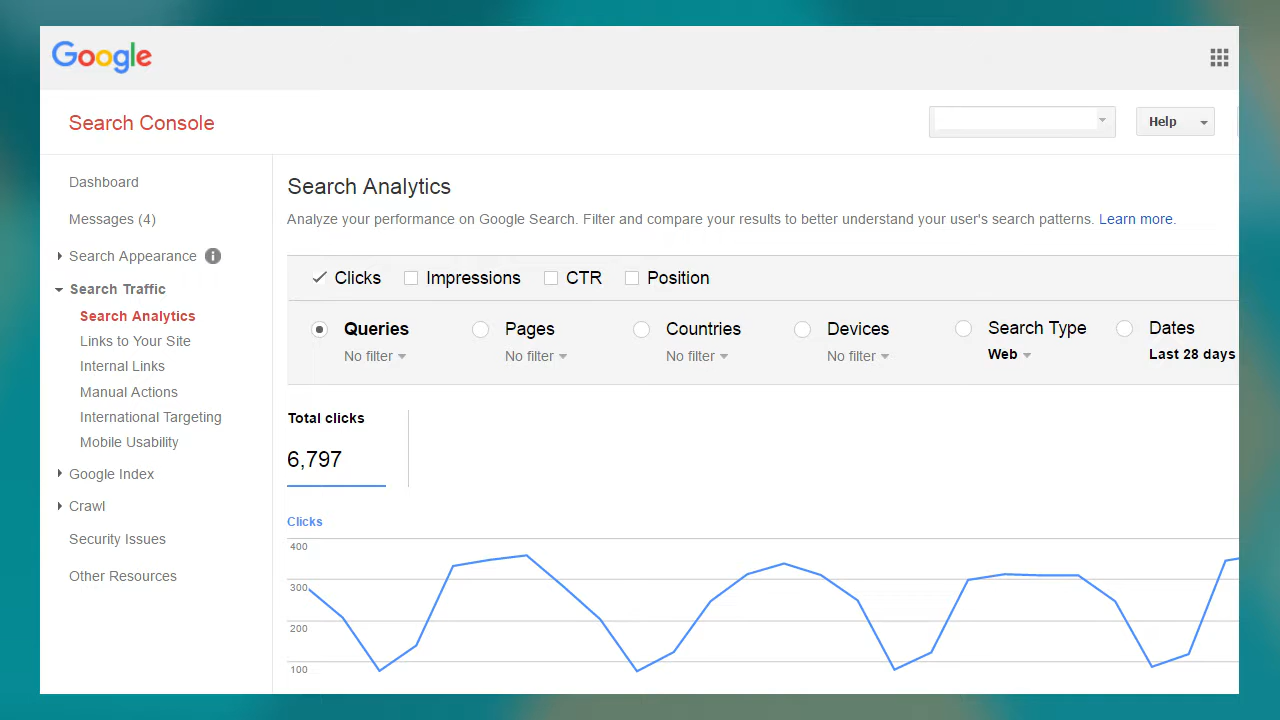 Google
Search Console
Help
Dashboard
Messages (4)
Search Appearance
Search Traffic
Search Analytics
Links to Your Site
Internal Links
Manual Actions
International Targeting
Mobile Usability
Google Index
Crawl
Security Issues
Other Resources
Search Analytics
Analyze your performance on Google Search. Filter and compare your results to better understand your user's search patterns. Learn more.
Clicks Impressions CTR Position
Queries Pages Countries Devices Search Type Dates
No filter No filter No filter No filter Web Last 28 days
Total clicks
6,797
Clicks
400
300
200
100